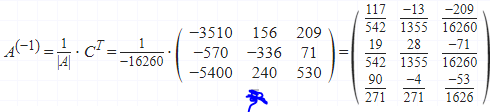 A^(-1) = 1/|A| · C^T = 1/-16260 · ( -3510 156 209 ; -570 -336 71 ; -5400 240 530 ) = ( 117/542 -13/1355 -209/16260 ; 19/542 28/1355 -71/16260 ; 90/271 -4/271 -53/1626 )